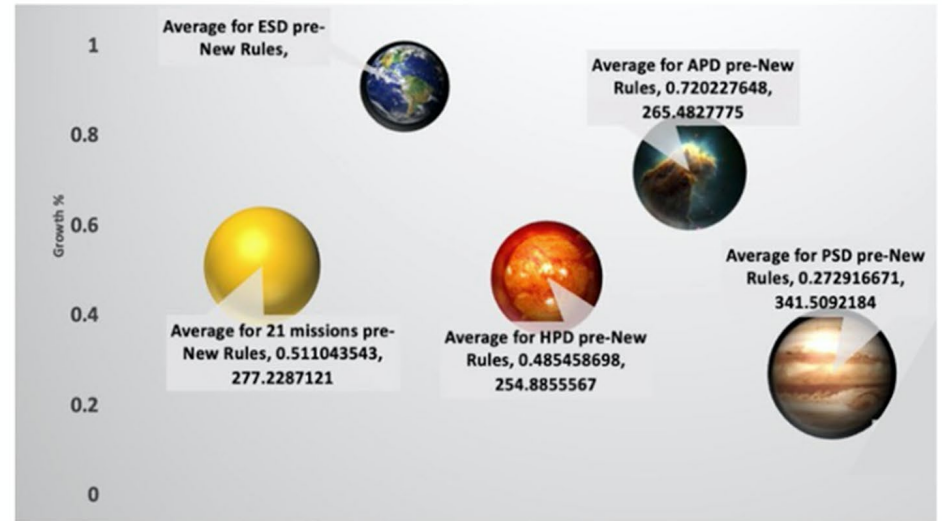 Average for ESD pre-
New Rules,
1
Average for APD pre-New
Rules, 0.720227648,
265.4827775
0.8
Growth %
0.6
Average for PSD pre-New
Rules, 0.272916671,
341.5092184
0.4
Average for 21 missions pre-
New Rules, 0.511043543,
277.2287121
Average for HPD pre-New
Rules, 0.485458698,
254.8855567
0.2
0